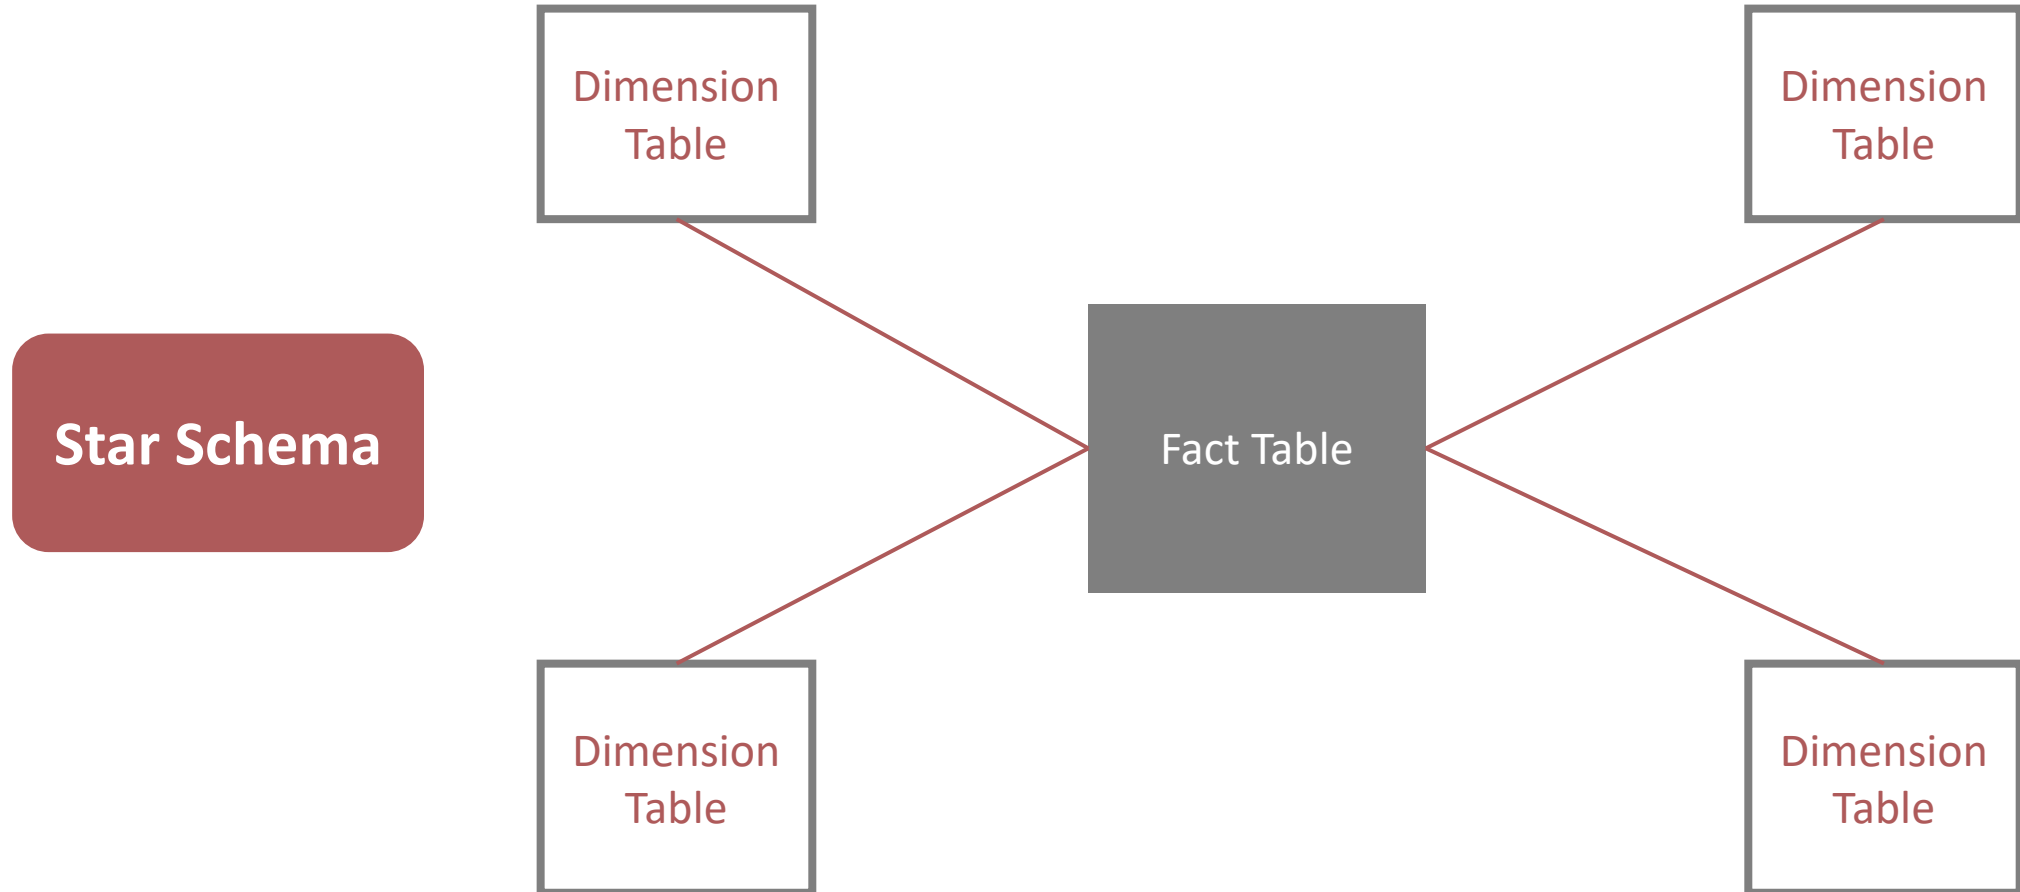 Dimension
Table
Dimension
Table
Star Schema
Fact Table
Dimension
Table
Dimension
Table